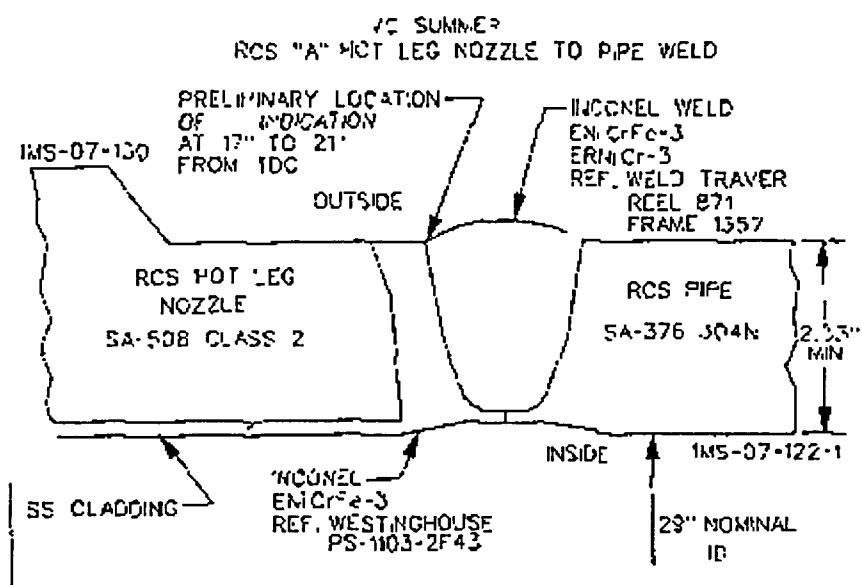 VC SUMMER
RCS "A" HOT LEG NOZZLE TO PIPE WELD
PRELIMINARY LOCATION
OF INDICATION
AT 17" TO 21"
FROM TDC
1MS-07-130
OUTSIDE
INCONEL WELD
ENiCrFe-3
ERNiCr-3
REF. WELD TRAVER
REEL 871
FRAME 1357
RCS HOT LEG
NOZZLE
SA-508 CLASS 2
RCS PIPE
SA-376 304N
MIN
INSIDE
1MS-07-122-1
SS CLADDING
INCONEL
ENiCrFe-3
REF. WESTINGHOUSE
PS-1103-2F43
29" NOMINAL
ID